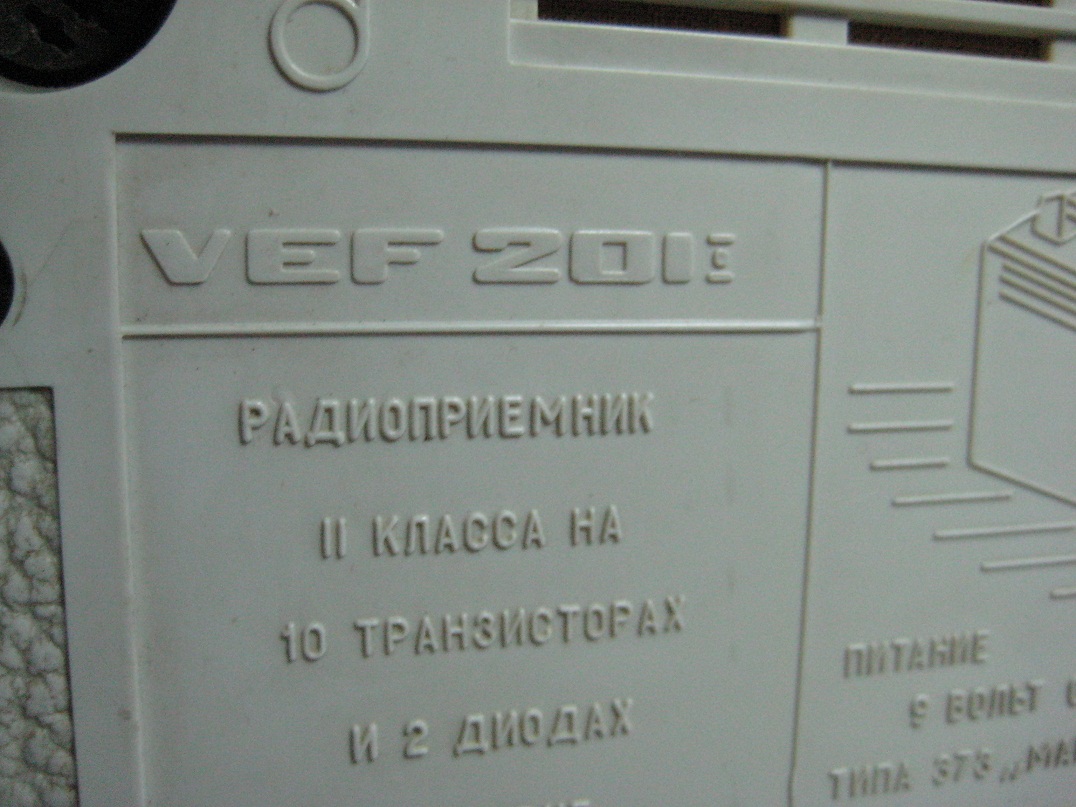 VEF 201
РАДИОПРИЕМНИК
II КЛАССА НА
10 ТРАНЗИСТОРАХ
И 2 ДИОДАХ
ПИТАНИЕ
9 ВОЛЬТ
ТИПА 373